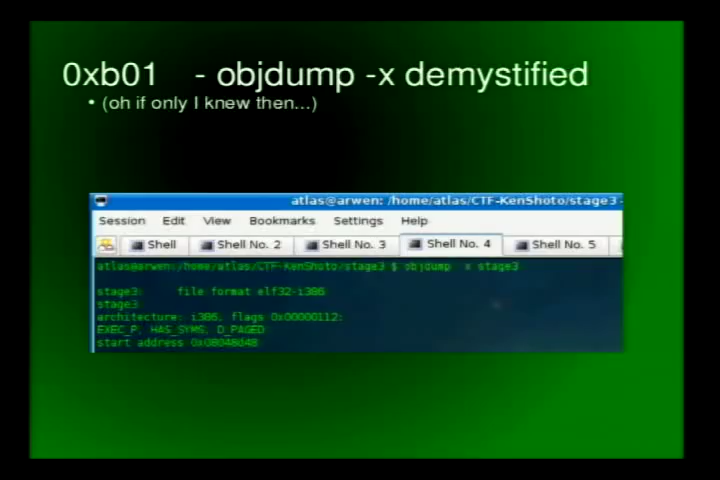 0xb01 - objdump -x demystified
• (oh if only I knew then...)
atlas@arwen: /home/atlas/CTF-KenShoto/stage3 -
Session Edit View Bookmarks Settings Help
Shell Shell No. 2 Shell No. 3 Shell No. 4 Shell No. 5
atlas@arwen:/home/atlas/CTF-KenShoto/stage3 $ objdump -x stage3
stage3: file format elf32-i386
stage3
architecture: i386, flags 0x00000112:
EXEC_P, HAS_SYMS, D_PAGED
start address 0x08048d48